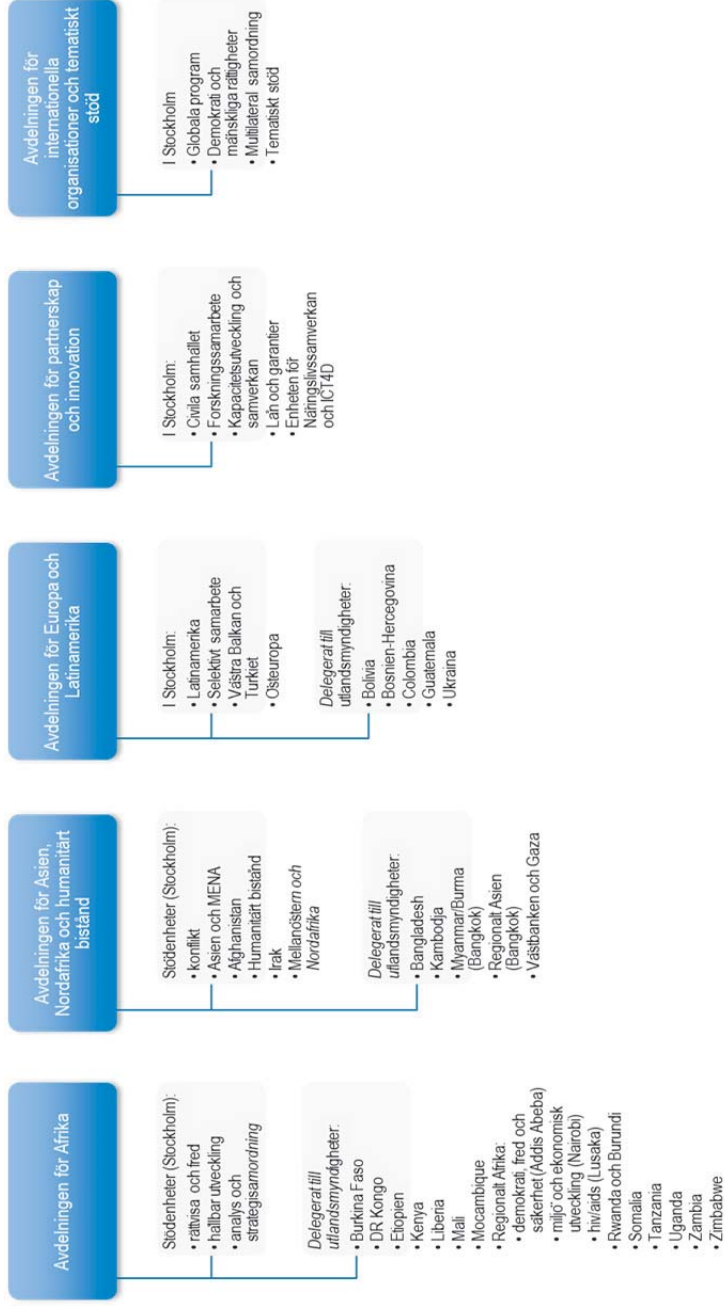 Avdelningen för Afrika
Stödenheter (Stockholm):
• rättvisa och fred
• hallbar utveckling
• analys och
strategisamordning
Delegerat till
utlandsmyndigheter:
• Burkina Faso
• DR Kongo
• Etiopien
• Kenya
• Liberia
• Mali
• Mocambique
• Regionalt Afrika:
• demokrati, fred och
säkerhet (Addis Abeba)
• miljö och ekonomisk
utveckling (Nairobi)
• hiv/aids (Lusaka)
• Rwanda och Burundi
• Somalia
• Tanzania
• Uganda
• Zambia
• Zimbabwe
Avdelningen för Asien,
Nordafrika och humanitärt
bistånd
Stödenheter (Stockholm):
• konflikt
• Asien och MENA
• Afghanistan
• Humanitärt bistånd
• Irak
• Mellanöstern och
Nordafrika
Delegerat till
utlandsmyndigheter:
• Bangladesh
• Kambodja
• Myanmar/Burma
(Bangkok)
• Regionalt Asien
(Bangkok)
• Västbanken och Gaza
Avdelningen för Europa och
Latinamerika
I Stockholm:
• Latinamerika
• Selektivt samarbete
• Västra Balkan och
Turkiet
• Osteuropa
Delegerat till
utlandsmyndigheter:
• Bolivia
• Bosnien-Hercegovina
• Colombia
• Guatemala
• Ukraina
Avdelningen för partnerskap
och innovation
I Stockholm:
• Civila samhället
• Forskningssamarbete
• Kapacitetsutveckling och
samverkan
• Lån och garantier
• Enheten för
Näringslivssamverkan
och ICT4D
Avdelningen för
internationella
organisationer och tematiskt
stöd
I Stockholm
• Globala program
• Demokrati och
mänskliga rättigheter
• Multilateral samordning
• Tematiskt stöd